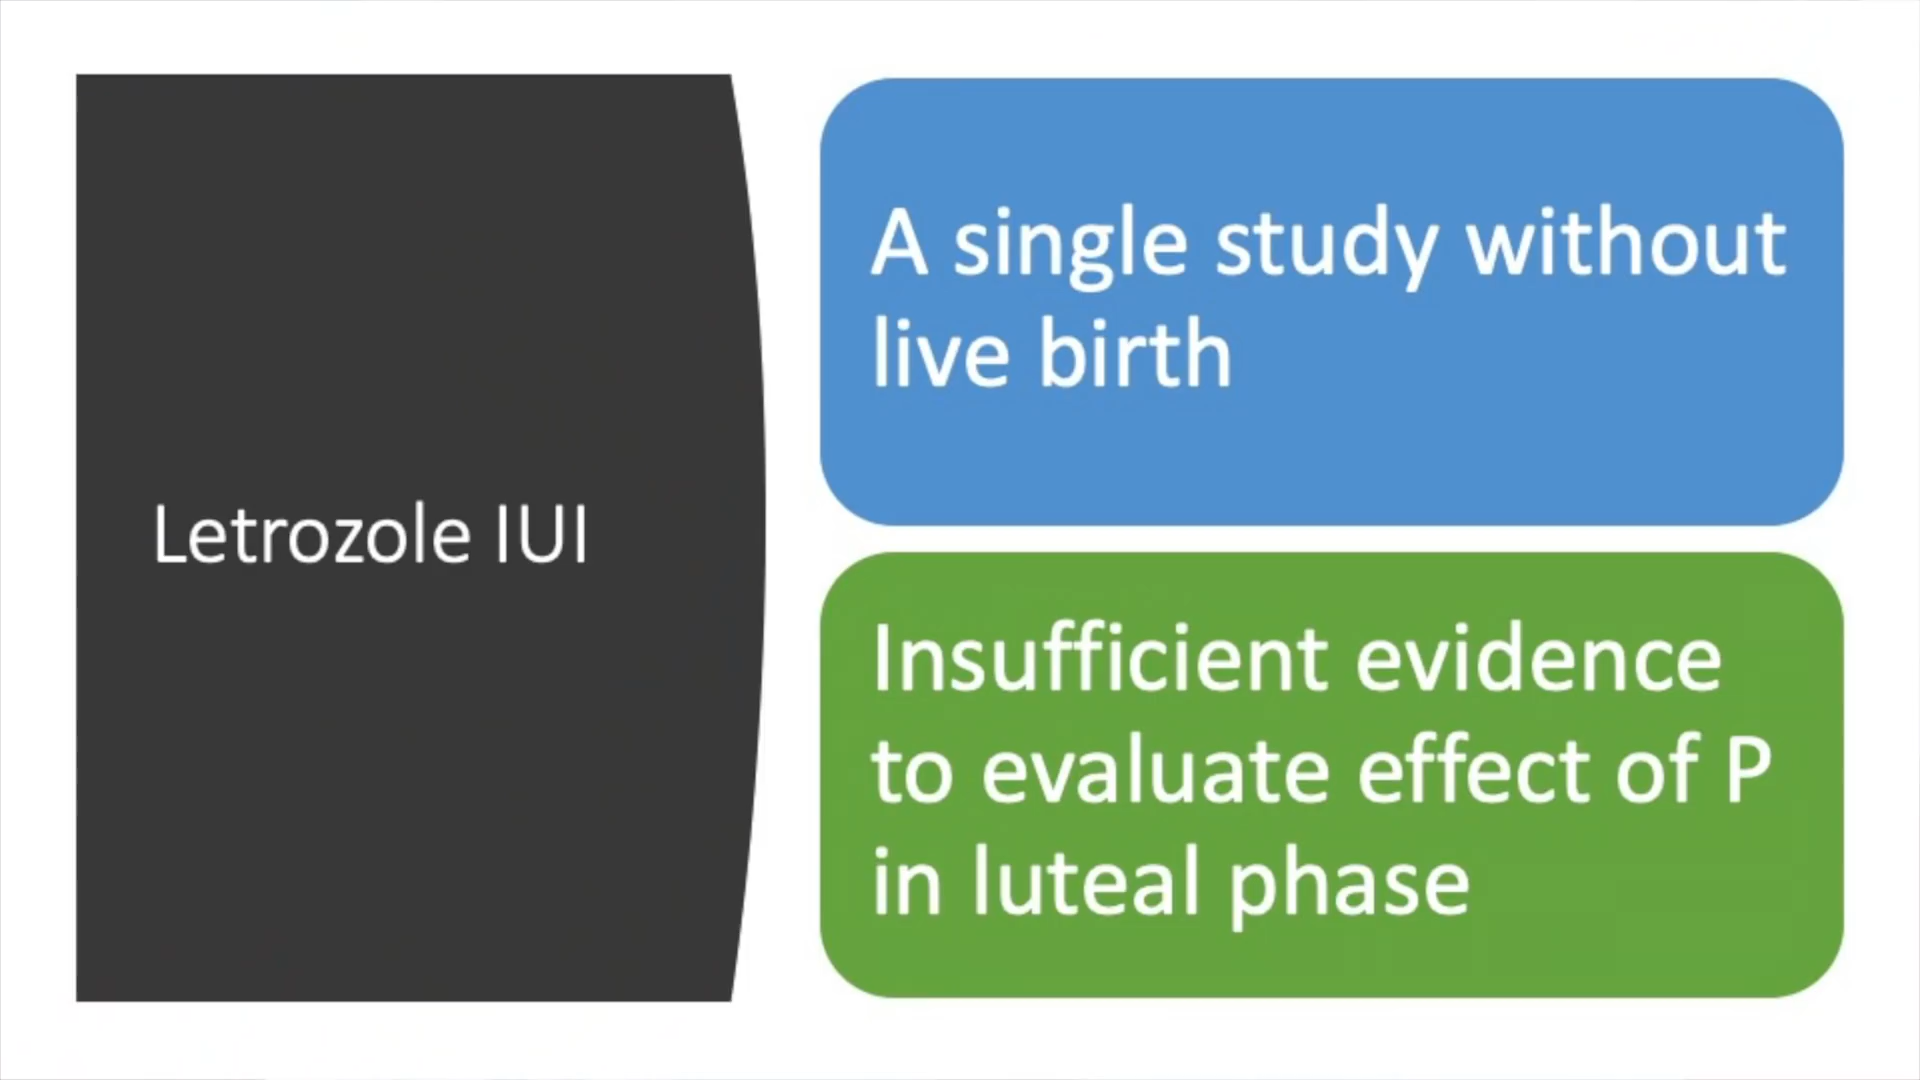 Letrozole IUI
A single study without
live birth
Insufficient evidence
to evaluate effect of P
in luteal phase